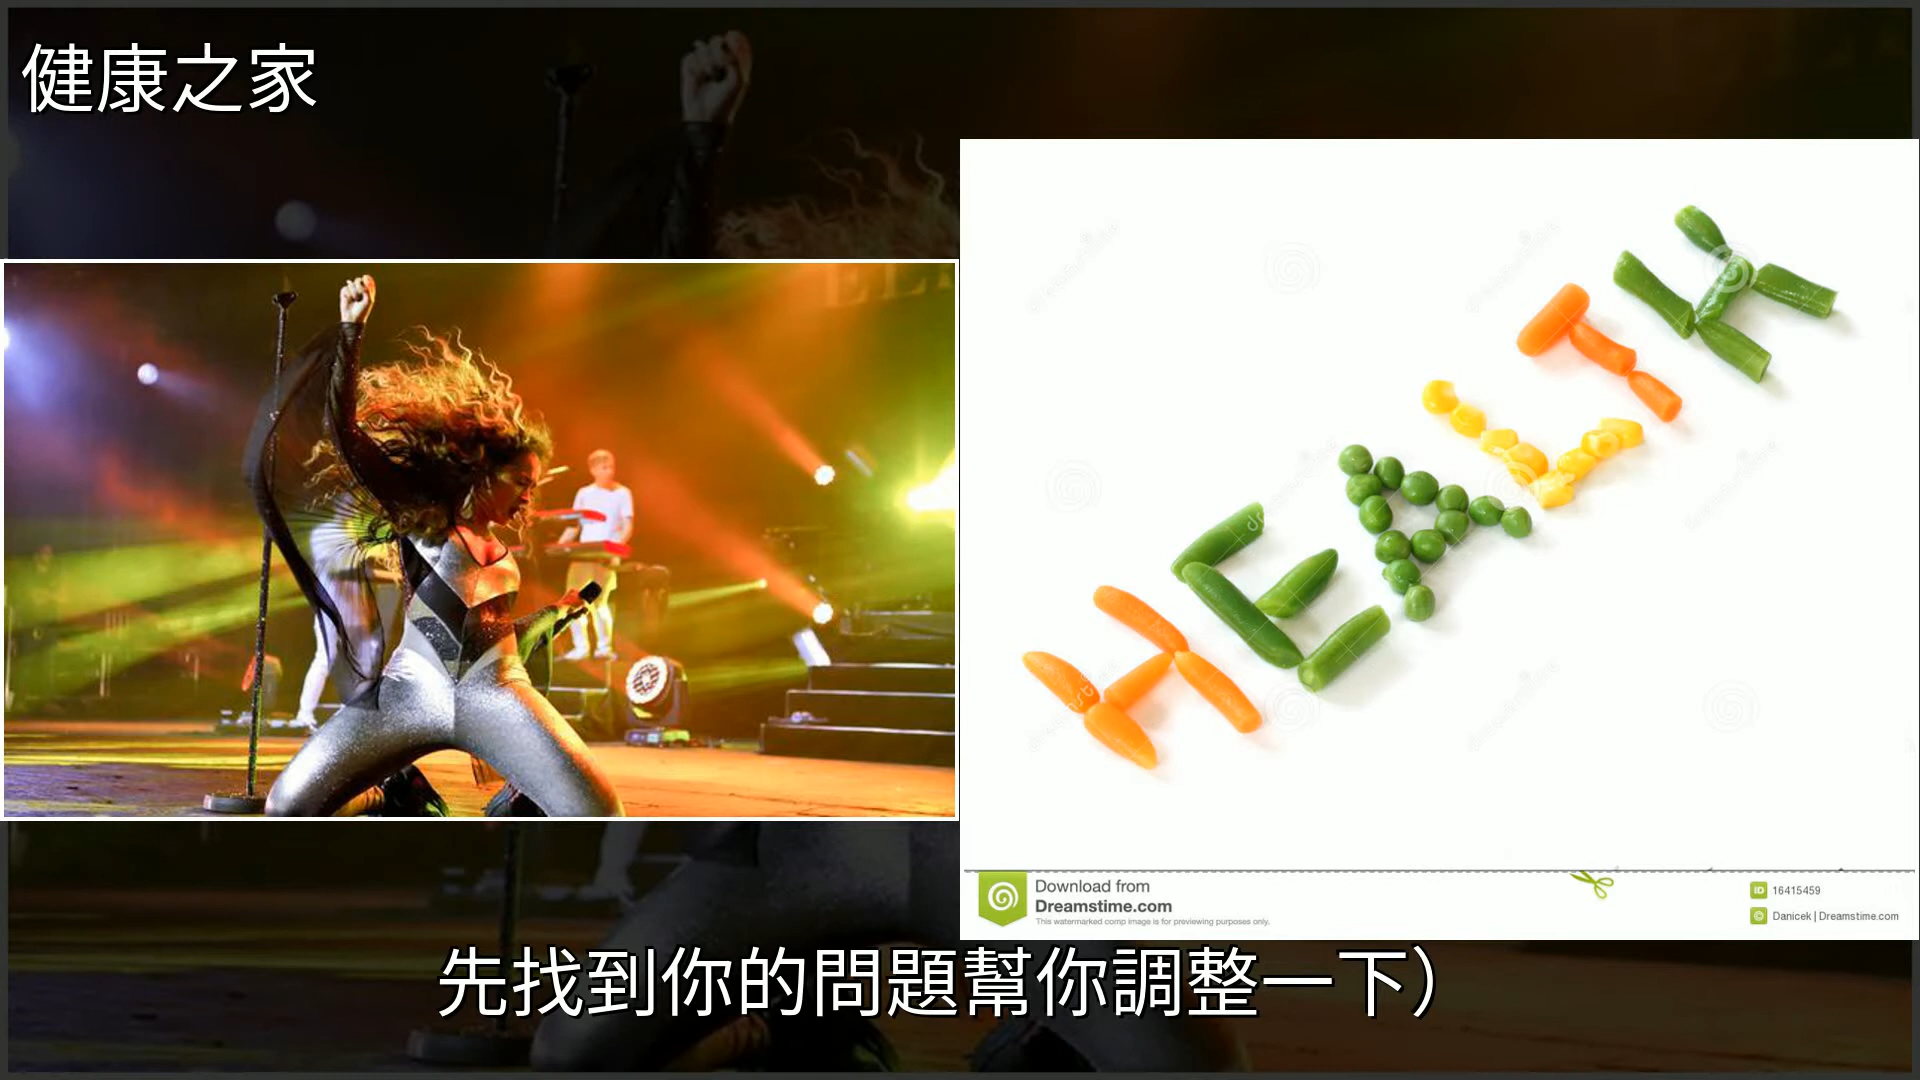 健康之家
HEALTH
Download from
Dreamstime.com
This watermarked comp image is for previewing purposes only.
ID 16415459
© Danicek | Dreamstime.com
先找到你的問題幫你調整一下）